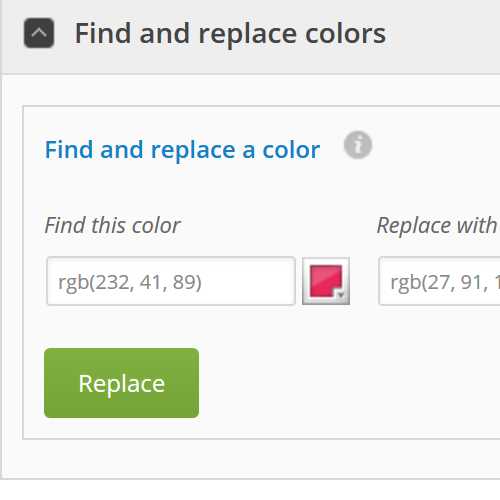 Find and replace colors
Find and replace a color
Find this color
Replace with
rgb(232, 41, 89)
rgb(27, 91, 1
Replace